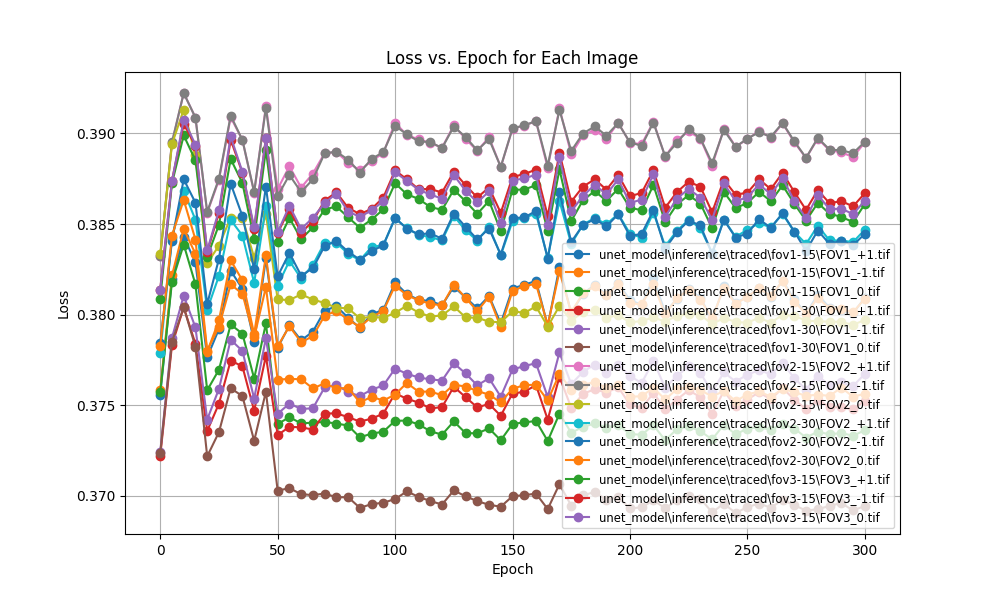 Loss vs. Epoch for Each Image
Loss
0.390
0.385
0.380
0.375
0.370
0
50
100
150
200
250
300
Epoch
unet_model\inference\traced\fov1-15\FOV1_+1.tif
unet_model\inference\traced\fov1-15\FOV1_-1.tif
unet_model\inference\traced\fov1-15\FOV1_0.tif
unet_model\inference\traced\fov1-30\FOV1_+1.tif
unet_model\inference\traced\fov1-30\FOV1_-1.tif
unet_model\inference\traced\fov1-30\FOV1_0.tif
unet_model\inference\traced\fov2-15\FOV2_+1.tif
unet_model\inference\traced\fov2-15\FOV2_-1.tif
unet_model\inference\traced\fov2-15\FOV2_0.tif
unet_model\inference\traced\fov2-30\FOV2_+1.tif
unet_model\inference\traced\fov2-30\FOV2_-1.tif
unet_model\inference\traced\fov2-30\FOV2_0.tif
unet_model\inference\traced\fov3-15\FOV3_+1.tif
unet_model\inference\traced\fov3-15\FOV3_-1.tif
unet_model\inference\traced\fov3-15\FOV3_0.tif